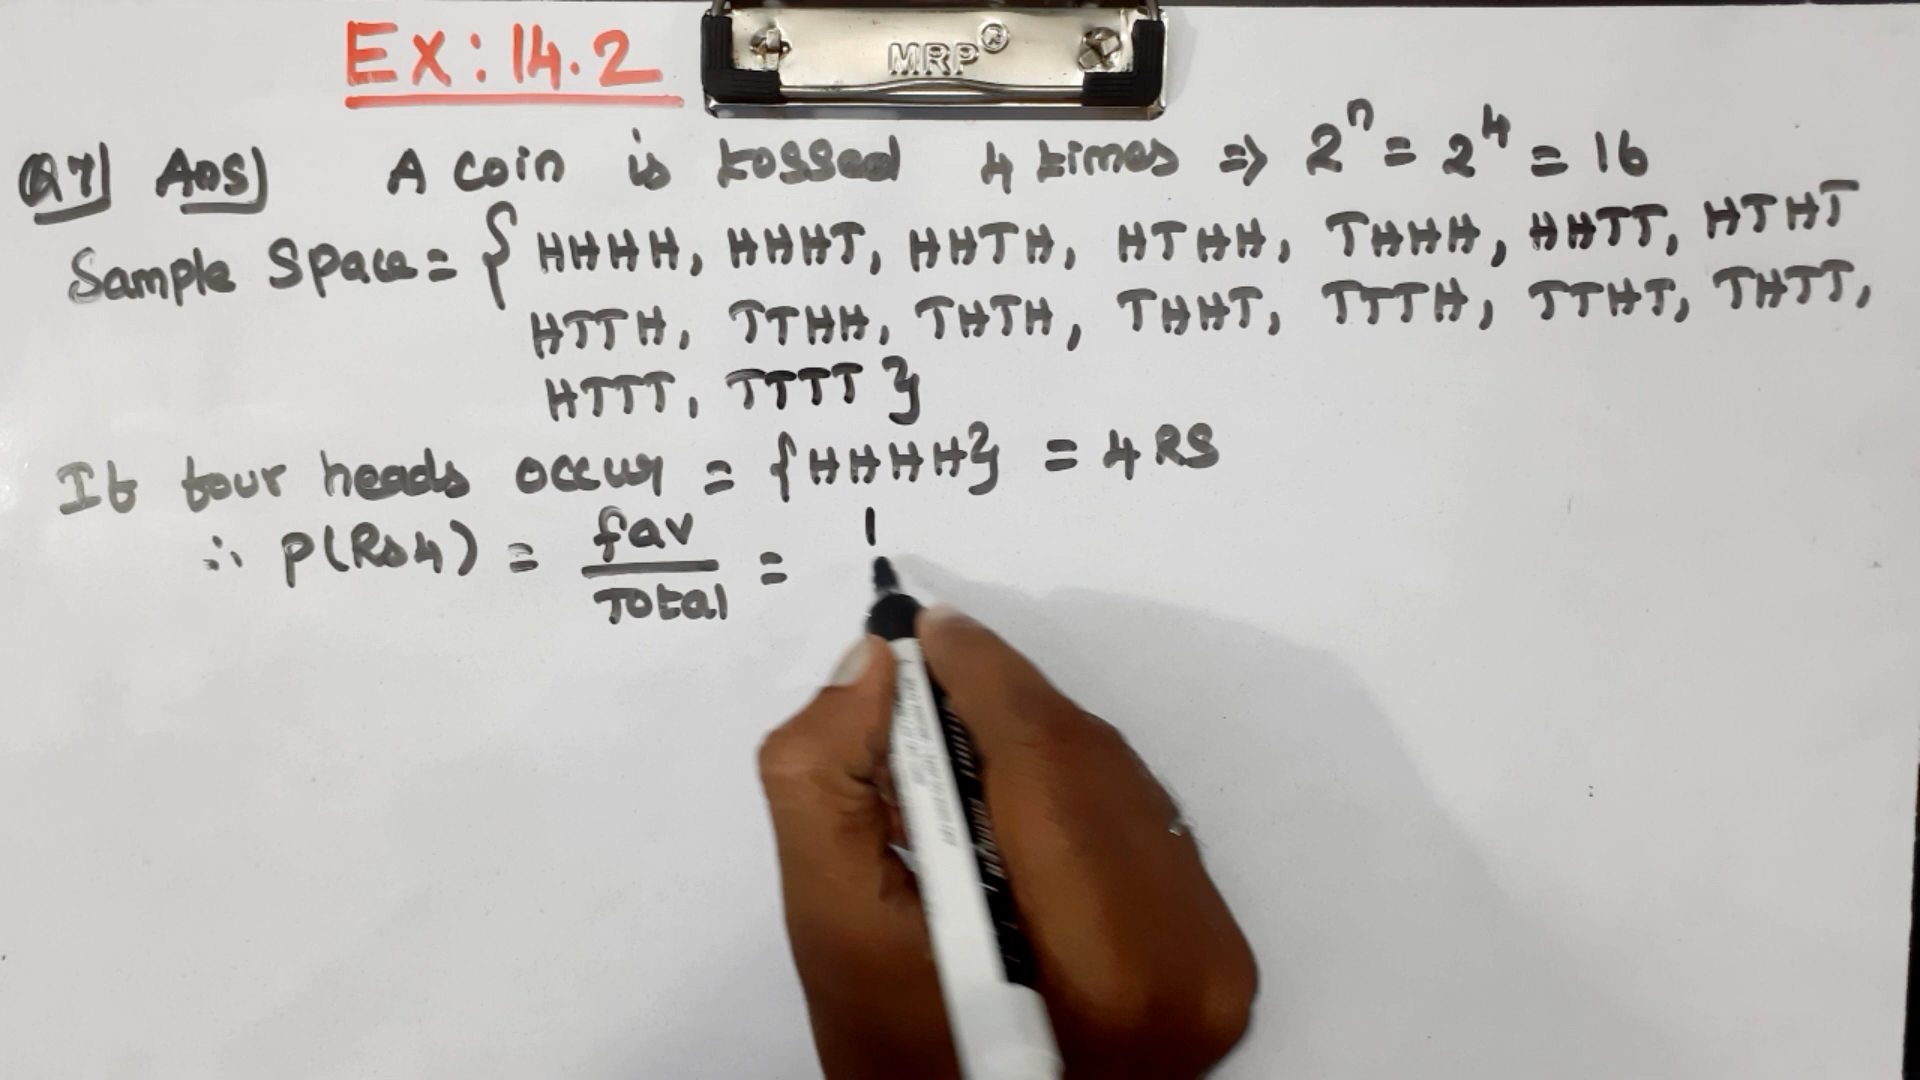 MRP®
Ex: 14.2
Q7) Ans) A coin is tossed 4 times => 2ⁿ = 2⁴ = 16
Sample Space = { HHHH, HHHT, HHTH, HTHH, THHH, HHTT, HTHT
HTTH, TTHH, THTH, THHT, TTTH, TTHT, THTT,
HTTT, TTTT }
If four heads occur = {HHHH} = 4 RS
∴ P(Rs4) = fav/Total = 1